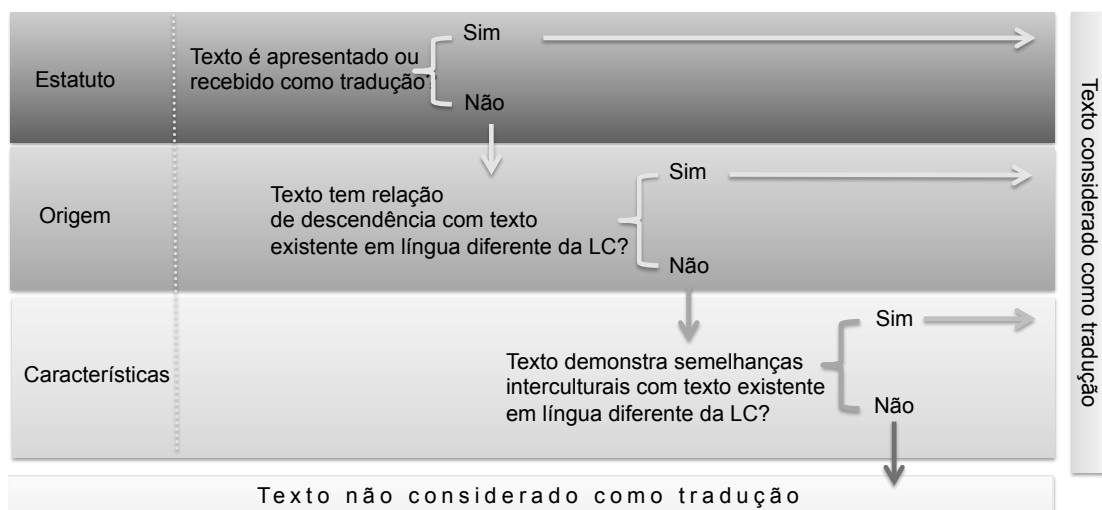 Estatuto
Texto é apresentado ou
recebido como tradução?
Sim
Não
Origem
Texto tem relação
de descendência com texto
existente em língua diferente da LC?
Sim
Não
Características
Texto demonstra semelhanças
interculturais com texto existente
em língua diferente da LC?
Sim
Não
Texto considerado como tradução
Texto não considerado como tradução